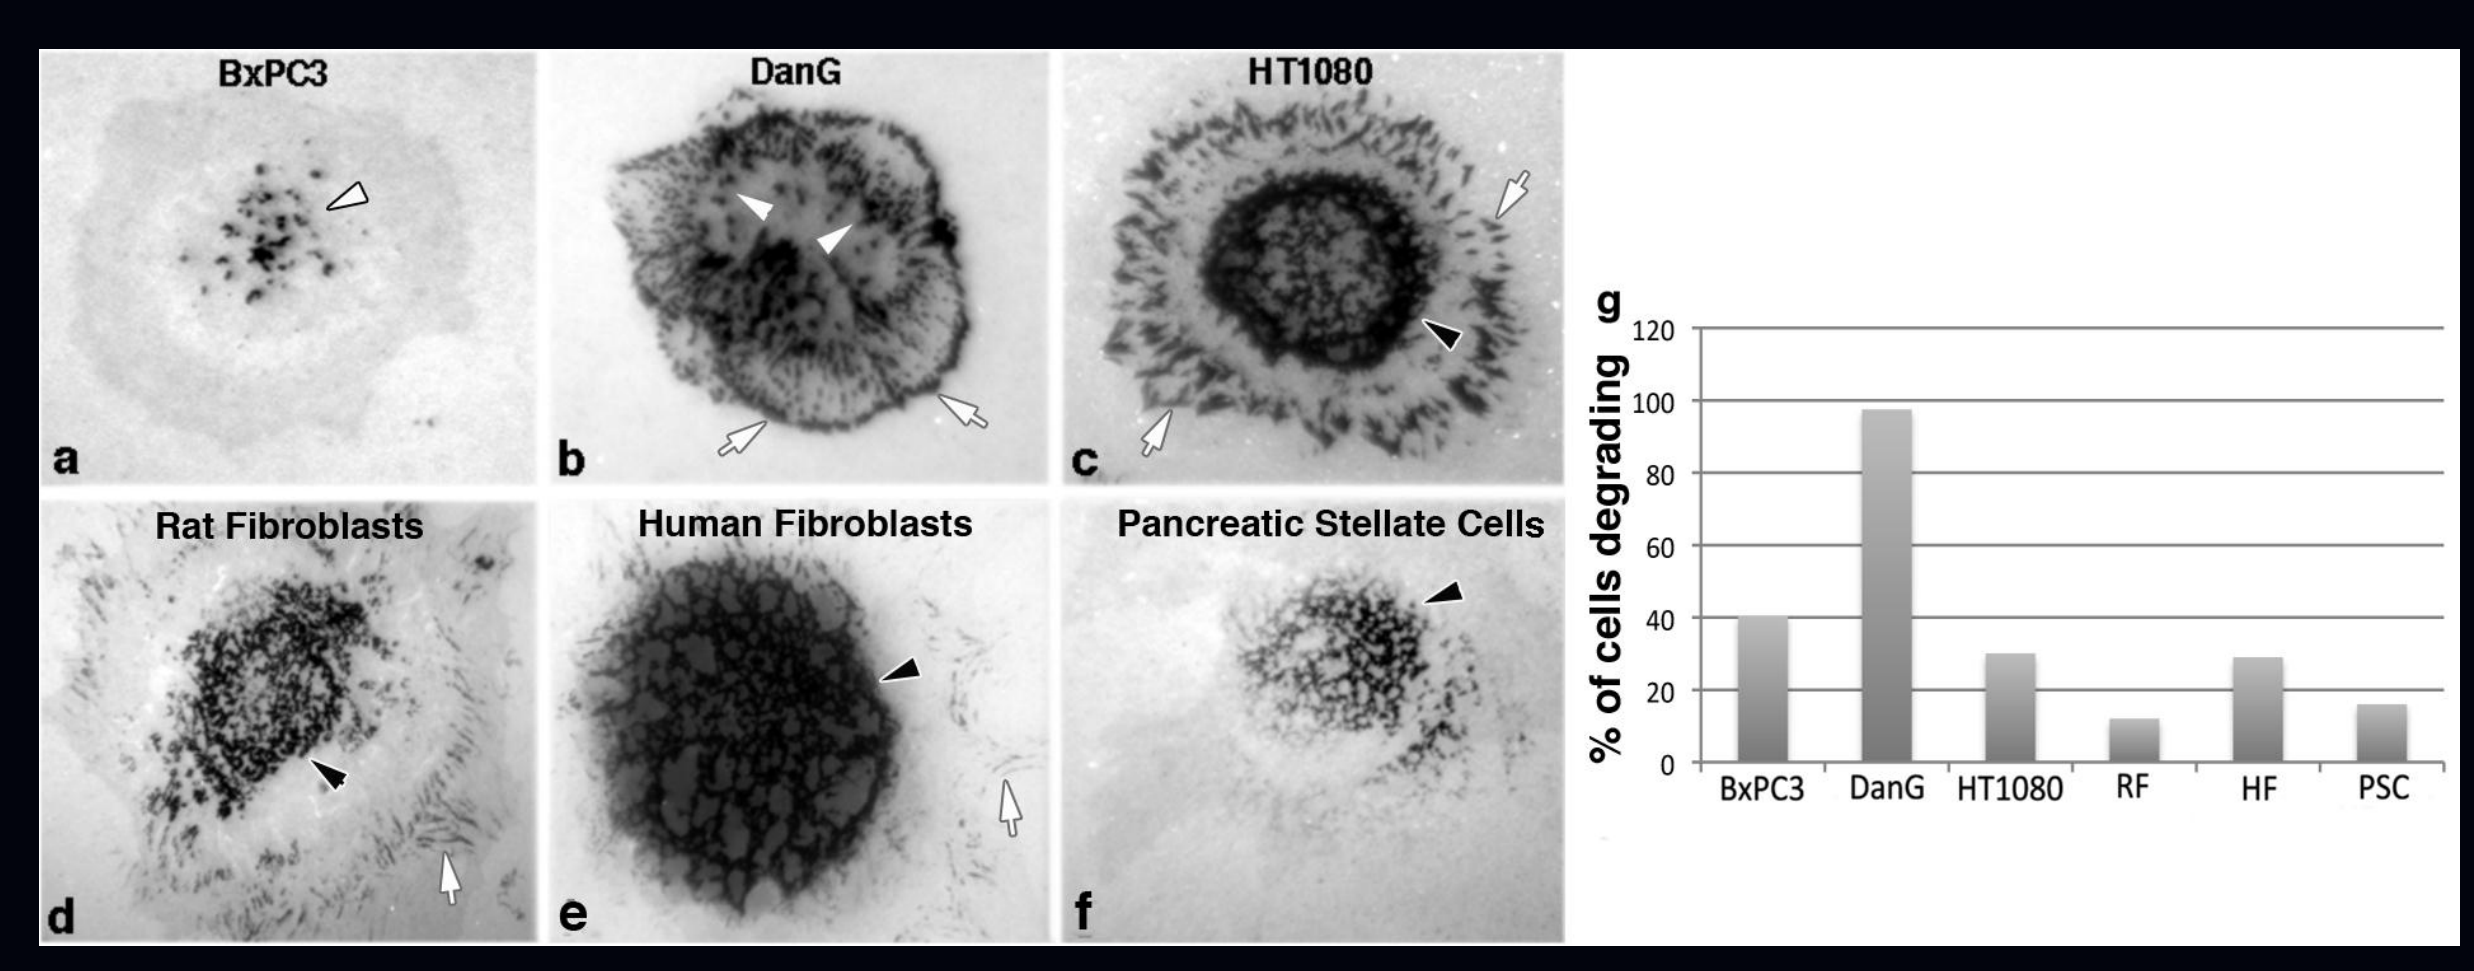 BxPC3
DanG
HT1080
a
b
c
Rat Fibroblasts
Human Fibroblasts
Pancreatic Stellate Cells
d
e
f
g
% of cells degrading
120
100
80
60
40
20
0
BxPC3 DanG HT1080 RF HF PSC